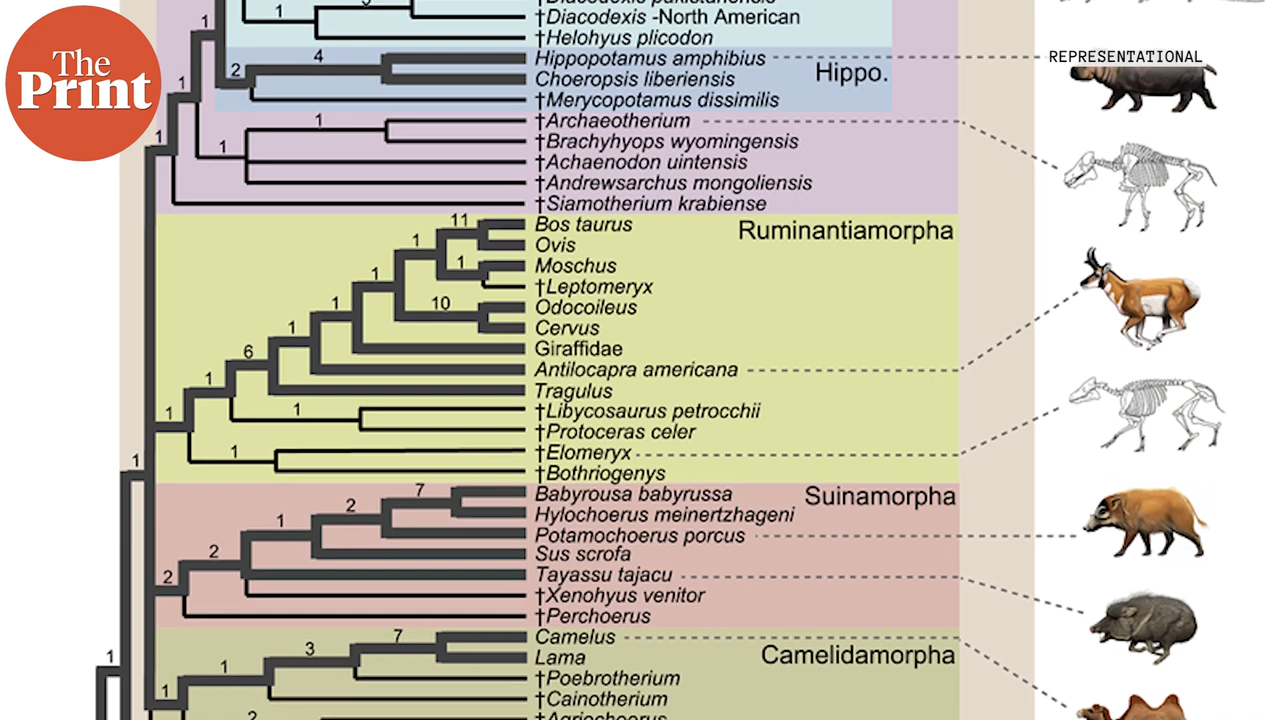 The
Print
REPRESENTATIONAL
1
†Diacodexis -North American
†Helohyus plicodon
1
4
Hippopotamus amphibius
2
Choeropsis liberiensis
Hippo.
†Merycopotamus dissimilis
1
1
†Archaeotherium
1
†Brachyhyops wyomingensis
1
†Achaenodon uintensis
†Andrewsarchus mongoliensis
†Siamotherium krabiense
11
Bos taurus
Ruminantiamorpha
1
Ovis
1
Moschus
1
†Leptomeryx
1
10
Odocoileus
1
Cervus
6
Giraffidae
1
Antilocapra americana
Tragulus
1
1
†Libycosaurus petrocchii
†Protoceras celer
1
†Elomeryx
1
†Bothriogenys
7
Babyrousa babyrussa
Suinamorpha
2
Hylochoerus meinertzhageni
1
Potamochoerus porcus
2
Sus scrofa
2
Tayassu tajacu
†Xenohyus venitor
†Perchoerus
7
Camelus
3
Lama
Camelidamorpha
1
1
†Poebrotherium
1
†Cainotherium
2
†Agriochoerus